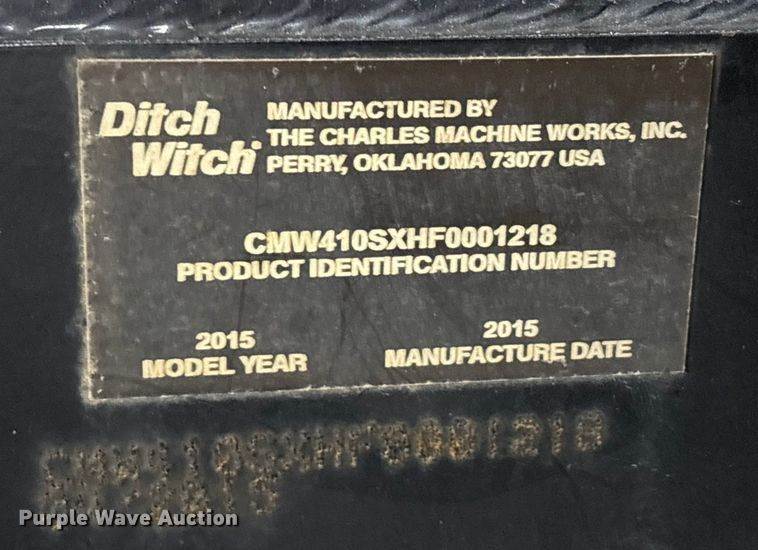 Ditch Witch®
MANUFACTURED BY
THE CHARLES MACHINE WORKS, INC.
PERRY, OKLAHOMA 73077 USA
CMW410SXHF0001218
PRODUCT IDENTIFICATION NUMBER
2015
MODEL YEAR
2015
MANUFACTURE DATE
CMW410SXHF0001218
Purple Wave Auction